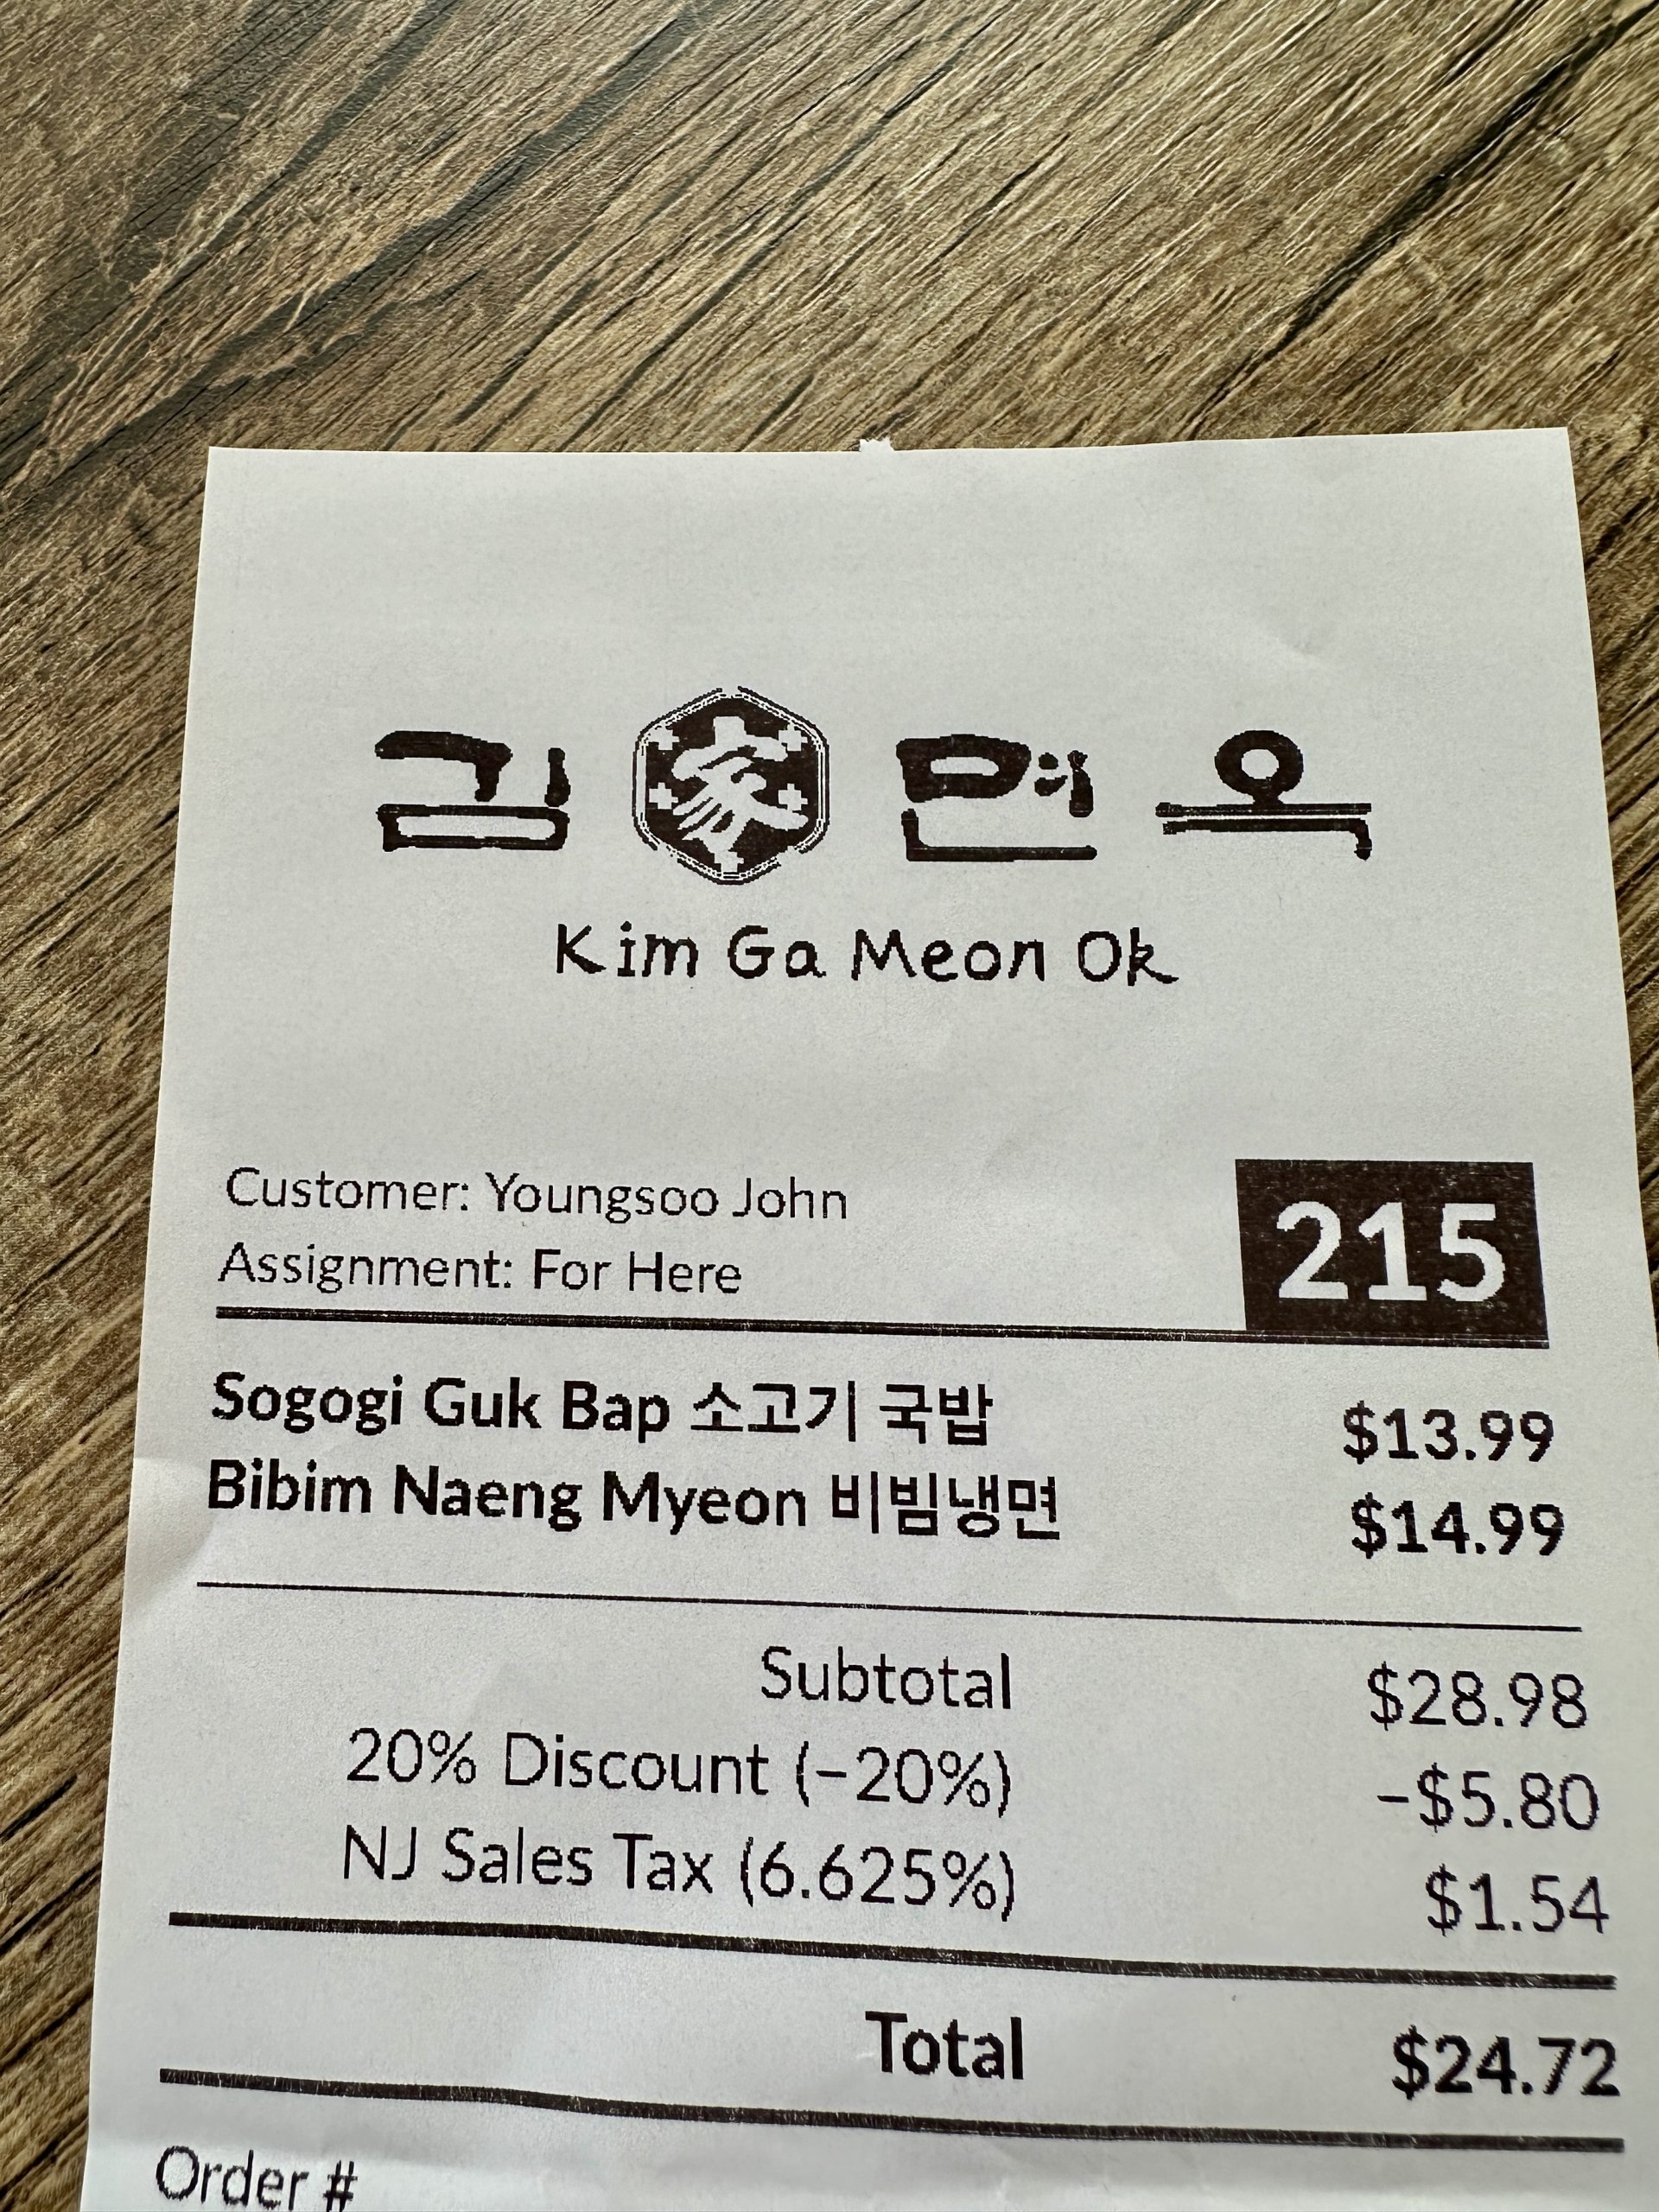 김家면옥
Kim Ga Meon Ok
Customer: Youngsoo John
215
Assignment: For Here
Sogogi Guk Bap 소고기 국밥 $13.99
Bibim Naeng Myeon 비빔냉면 $14.99
Subtotal $28.98
20% Discount (-20%) -$5.80
NJ Sales Tax (6.625%) $1.54
Total $24.72
Order #